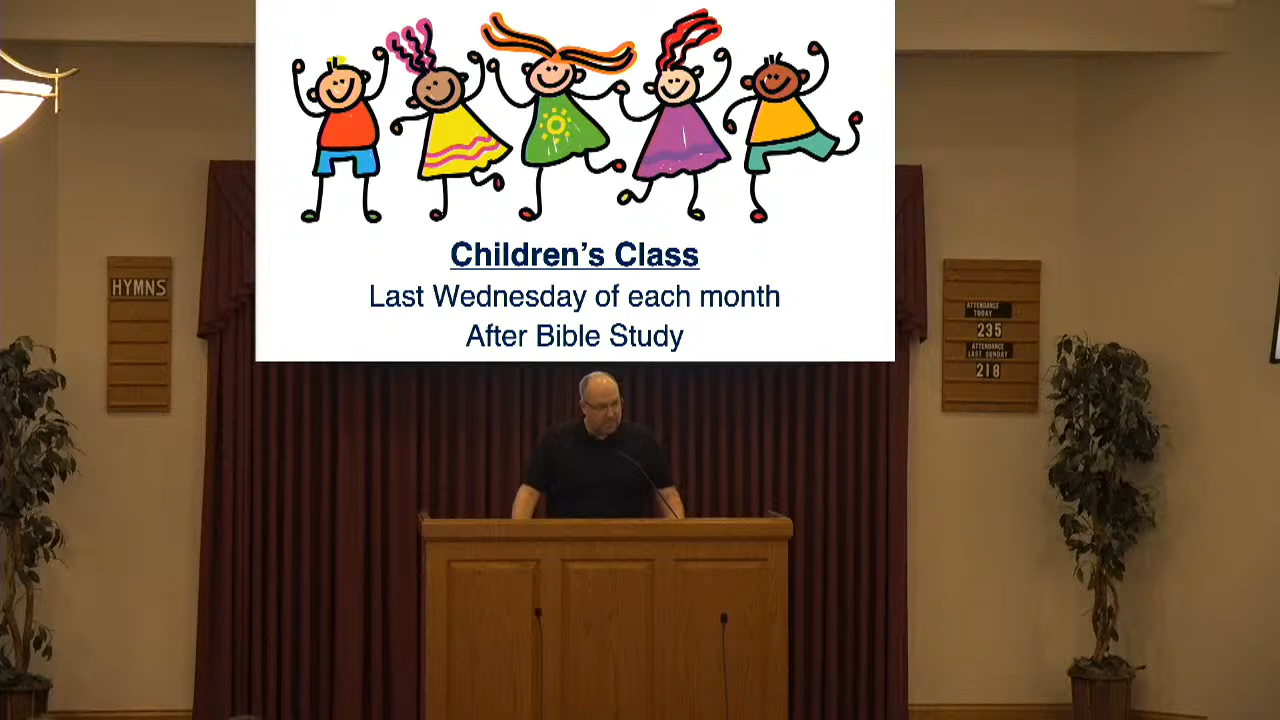 Children's Class
Last Wednesday of each month
After Bible Study
HYMNS
ATTENDANCE
TODAY
235
ATTENDANCE
LAST SUNDAY
218